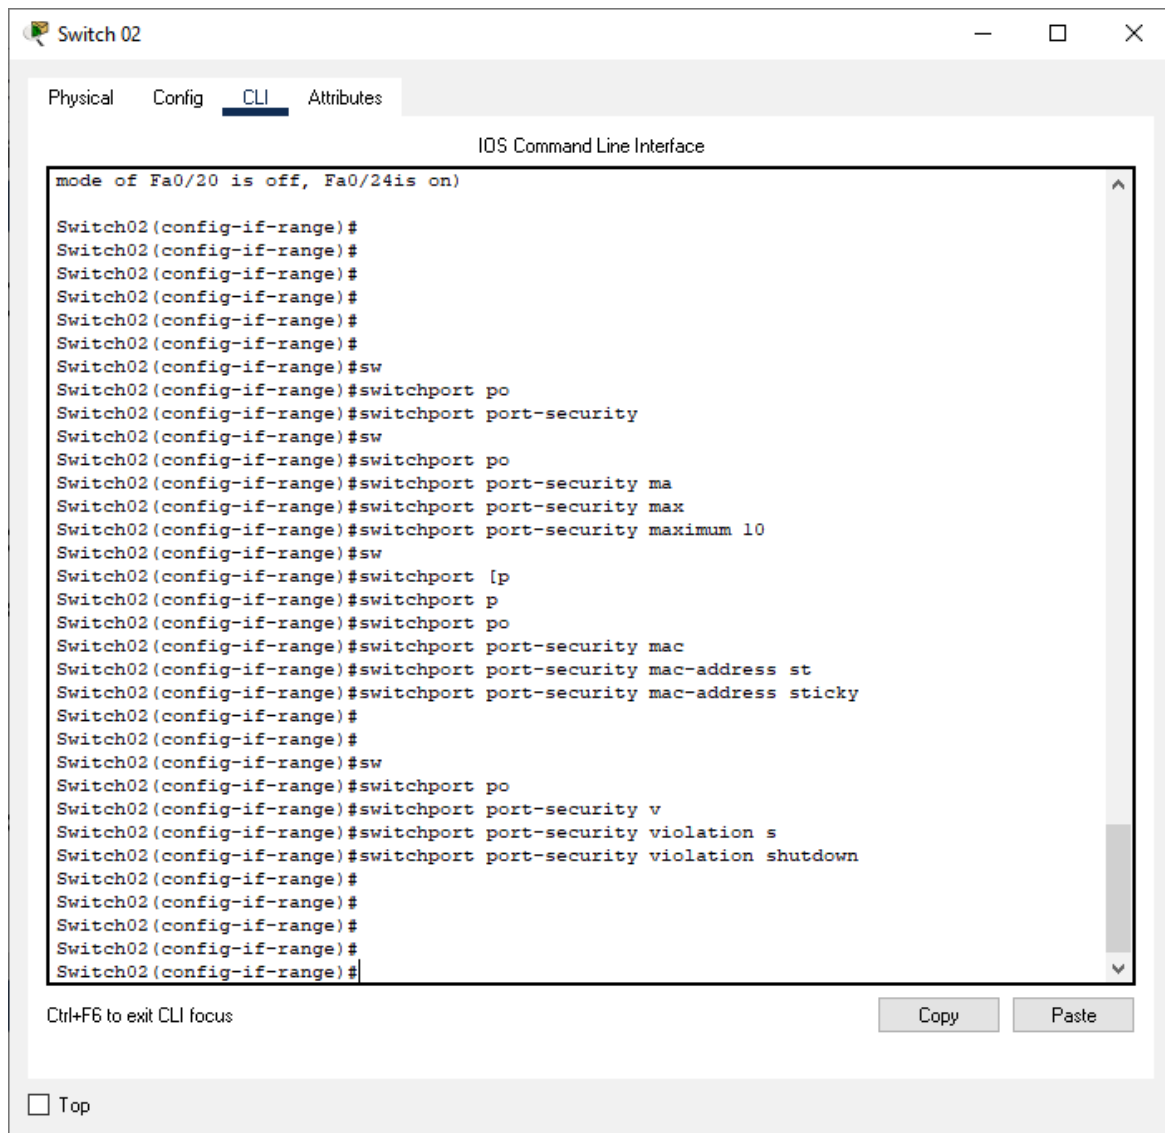 Switch 02
Physical Config CLI Attributes
IOS Command Line Interface
mode of Fa0/20 is off, Fa0/24is on)
Switch02(config-if-range)#
Switch02(config-if-range)#
Switch02(config-if-range)#
Switch02(config-if-range)#
Switch02(config-if-range)#
Switch02(config-if-range)#
Switch02(config-if-range)#sw
Switch02(config-if-range)#switchport po
Switch02(config-if-range)#switchport port-security
Switch02(config-if-range)#sw
Switch02(config-if-range)#switchport po
Switch02(config-if-range)#switchport port-security ma
Switch02(config-if-range)#switchport port-security max
Switch02(config-if-range)#switchport port-security maximum 10
Switch02(config-if-range)#sw
Switch02(config-if-range)#switchport [p
Switch02(config-if-range)#switchport p
Switch02(config-if-range)#switchport po
Switch02(config-if-range)#switchport port-security mac
Switch02(config-if-range)#switchport port-security mac-address st
Switch02(config-if-range)#switchport port-security mac-address sticky
Switch02(config-if-range)#
Switch02(config-if-range)#
Switch02(config-if-range)#sw
Switch02(config-if-range)#switchport po
Switch02(config-if-range)#switchport port-security v
Switch02(config-if-range)#switchport port-security violation s
Switch02(config-if-range)#switchport port-security violation shutdown
Switch02(config-if-range)#
Switch02(config-if-range)#
Switch02(config-if-range)#
Switch02(config-if-range)#
Switch02(config-if-range)#
Ctrl+F6 to exit CLI focus
Copy Paste
Top